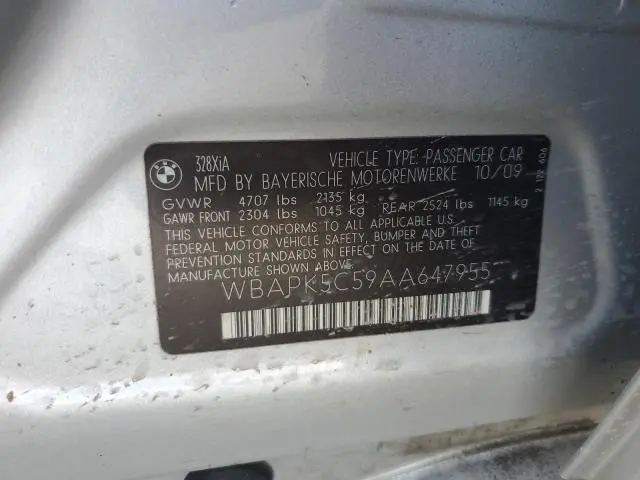 BMW
328XiA VEHICLE TYPE: PASSENGER CAR
MFD BY BAYERISCHE MOTORENWERKE 10/09
GVWR 4707 lbs 2135 kg
GAWR FRONT 2304 lbs 1045 kg REAR 2524 lbs 1145 kg
THIS VEHICLE CONFORMS TO ALL APPLICABLE
FEDERAL MOTOR VEHICLE SAFETY, BUMPER AND THEFT
PREVENTION STANDARDS IN EFFECT ON THE DATE OF
MANUFACTURE SHOWN ABOVE.
WBAPK5C59AA647955